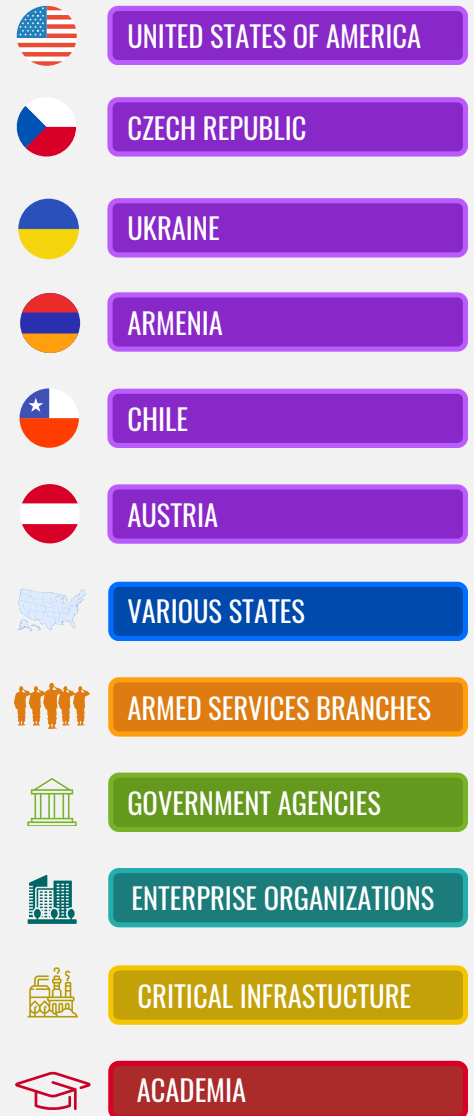 UNITED STATES OF AMERICA
CZECH REPUBLIC
UKRAINE
ARMENIA
CHILE
AUSTRIA
VARIOUS STATES
ARMED SERVICES BRANCHES
GOVERNMENT AGENCIES
ENTERPRISE ORGANIZATIONS
CRITICAL INFRASTUCTURE
ACADEMIA